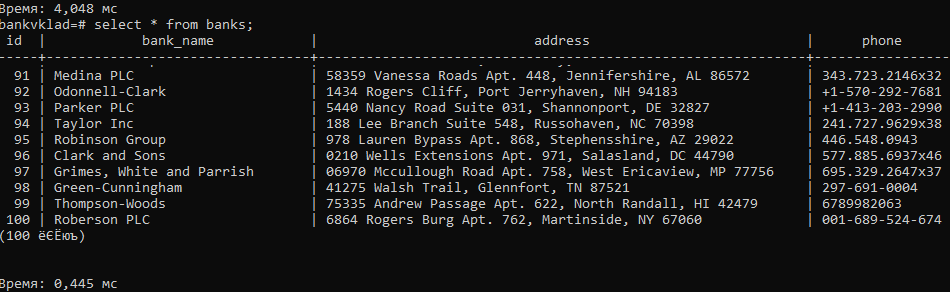 Время: 4,048 мс
bankvklad=# select * from banks;
id | bank_name | address | phone
91 | Medina PLC | 58359 Vanessa Roads Apt. 448, Jennifershire, AL 86572 | 343.723.2146x32
92 | Odonnell-Clark | 1434 Rogers Cliff, Port Jerryhaven, NH 94183 | +1-570-292-7681
93 | Parker PLC | 5440 Nancy Road Suite 031, Shannonport, DE 32827 | +1-413-203-2990
94 | Taylor Inc | 188 Lee Branch Suite 548, Russohaven, NC 70398 | 241.727.9629x38
95 | Robinson Group | 978 Lauren Bypass Apt. 868, Stephensshire, AZ 29022 | 446.548.0943
96 | Clark and Sons | 0210 Wells Extensions Apt. 971, Salasland, DC 44790 | 577.885.6937x46
97 | Grimes, White and Parrish | 06970 Mccullough Road Apt. 758, West Ericaview, MP 77756 | 695.329.2647x37
98 | Green-Cunningham | 41275 Walsh Trail, Glennfort, TN 87521 | 297-691-0004
99 | Thompson-Woods | 75335 Andrew Passage Apt. 622, North Randall, HI 42479 | 6789982063
100 | Roberson PLC | 6864 Rogers Burg Apt. 762, Martinside, NY 67060 | 001-689-524-674
(100 ёЄЁюъ)
Время: 0,445 мс